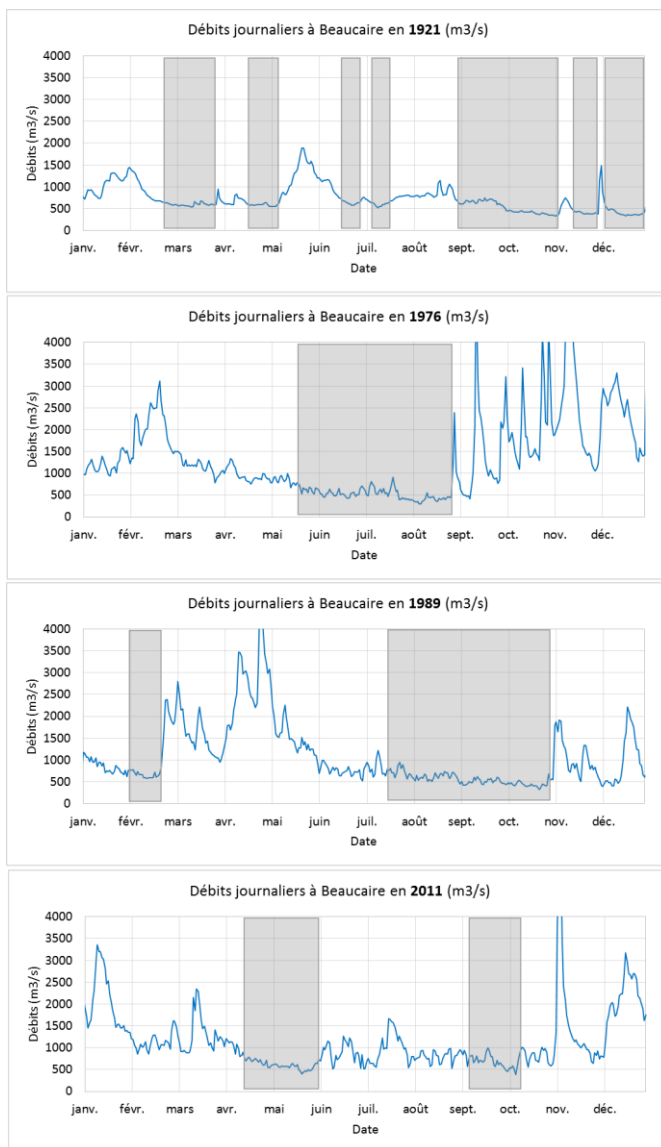 Débits journaliers à Beaucaire en 1921 (m3/s)
4000
3500
3000
2500
2000
1500
1000
500
0
Débits (m3/s)
janv. févr. mars avr. mai juin juil. août sept. oct. nov. déc.
Date
Débits journaliers à Beaucaire en 1976 (m3/s)
4000
3500
3000
2500
2000
1500
1000
500
0
Débits (m3/s)
janv. févr. mars avr. mai juin juil. août sept. oct. nov. déc.
Date
Débits journaliers à Beaucaire en 1989 (m3/s)
4000
3500
3000
2500
2000
1500
1000
500
0
Débits (m3/s)
janv. févr. mars avr. mai juin juil. août sept. oct. nov. déc.
Date
Débits journaliers à Beaucaire en 2011 (m3/s)
4000
3500
3000
2500
2000
1500
1000
500
0
Débits (m3/s)
janv. févr. mars avr. mai juin juil. août sept. oct. nov. déc.
Date